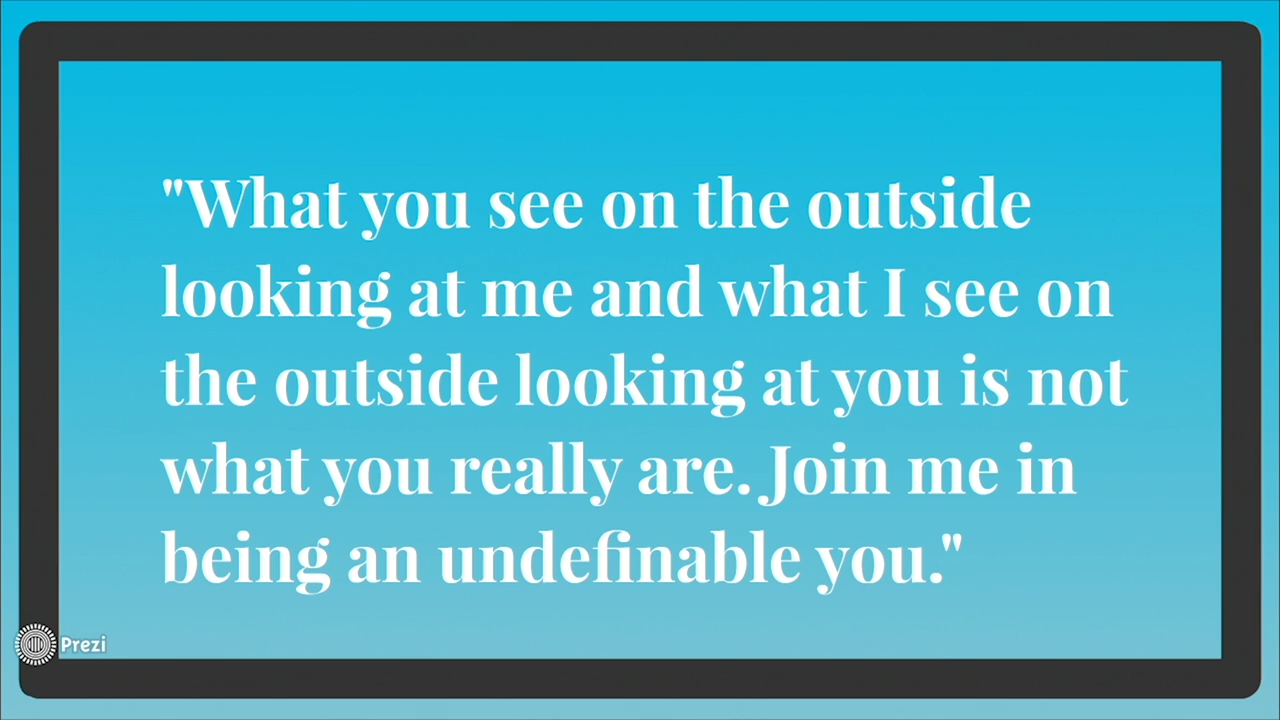 "What you see on the outside
looking at me and what I see on
the outside looking at you is not
what you really are. Join me in
being an undefinable you."
Prezi